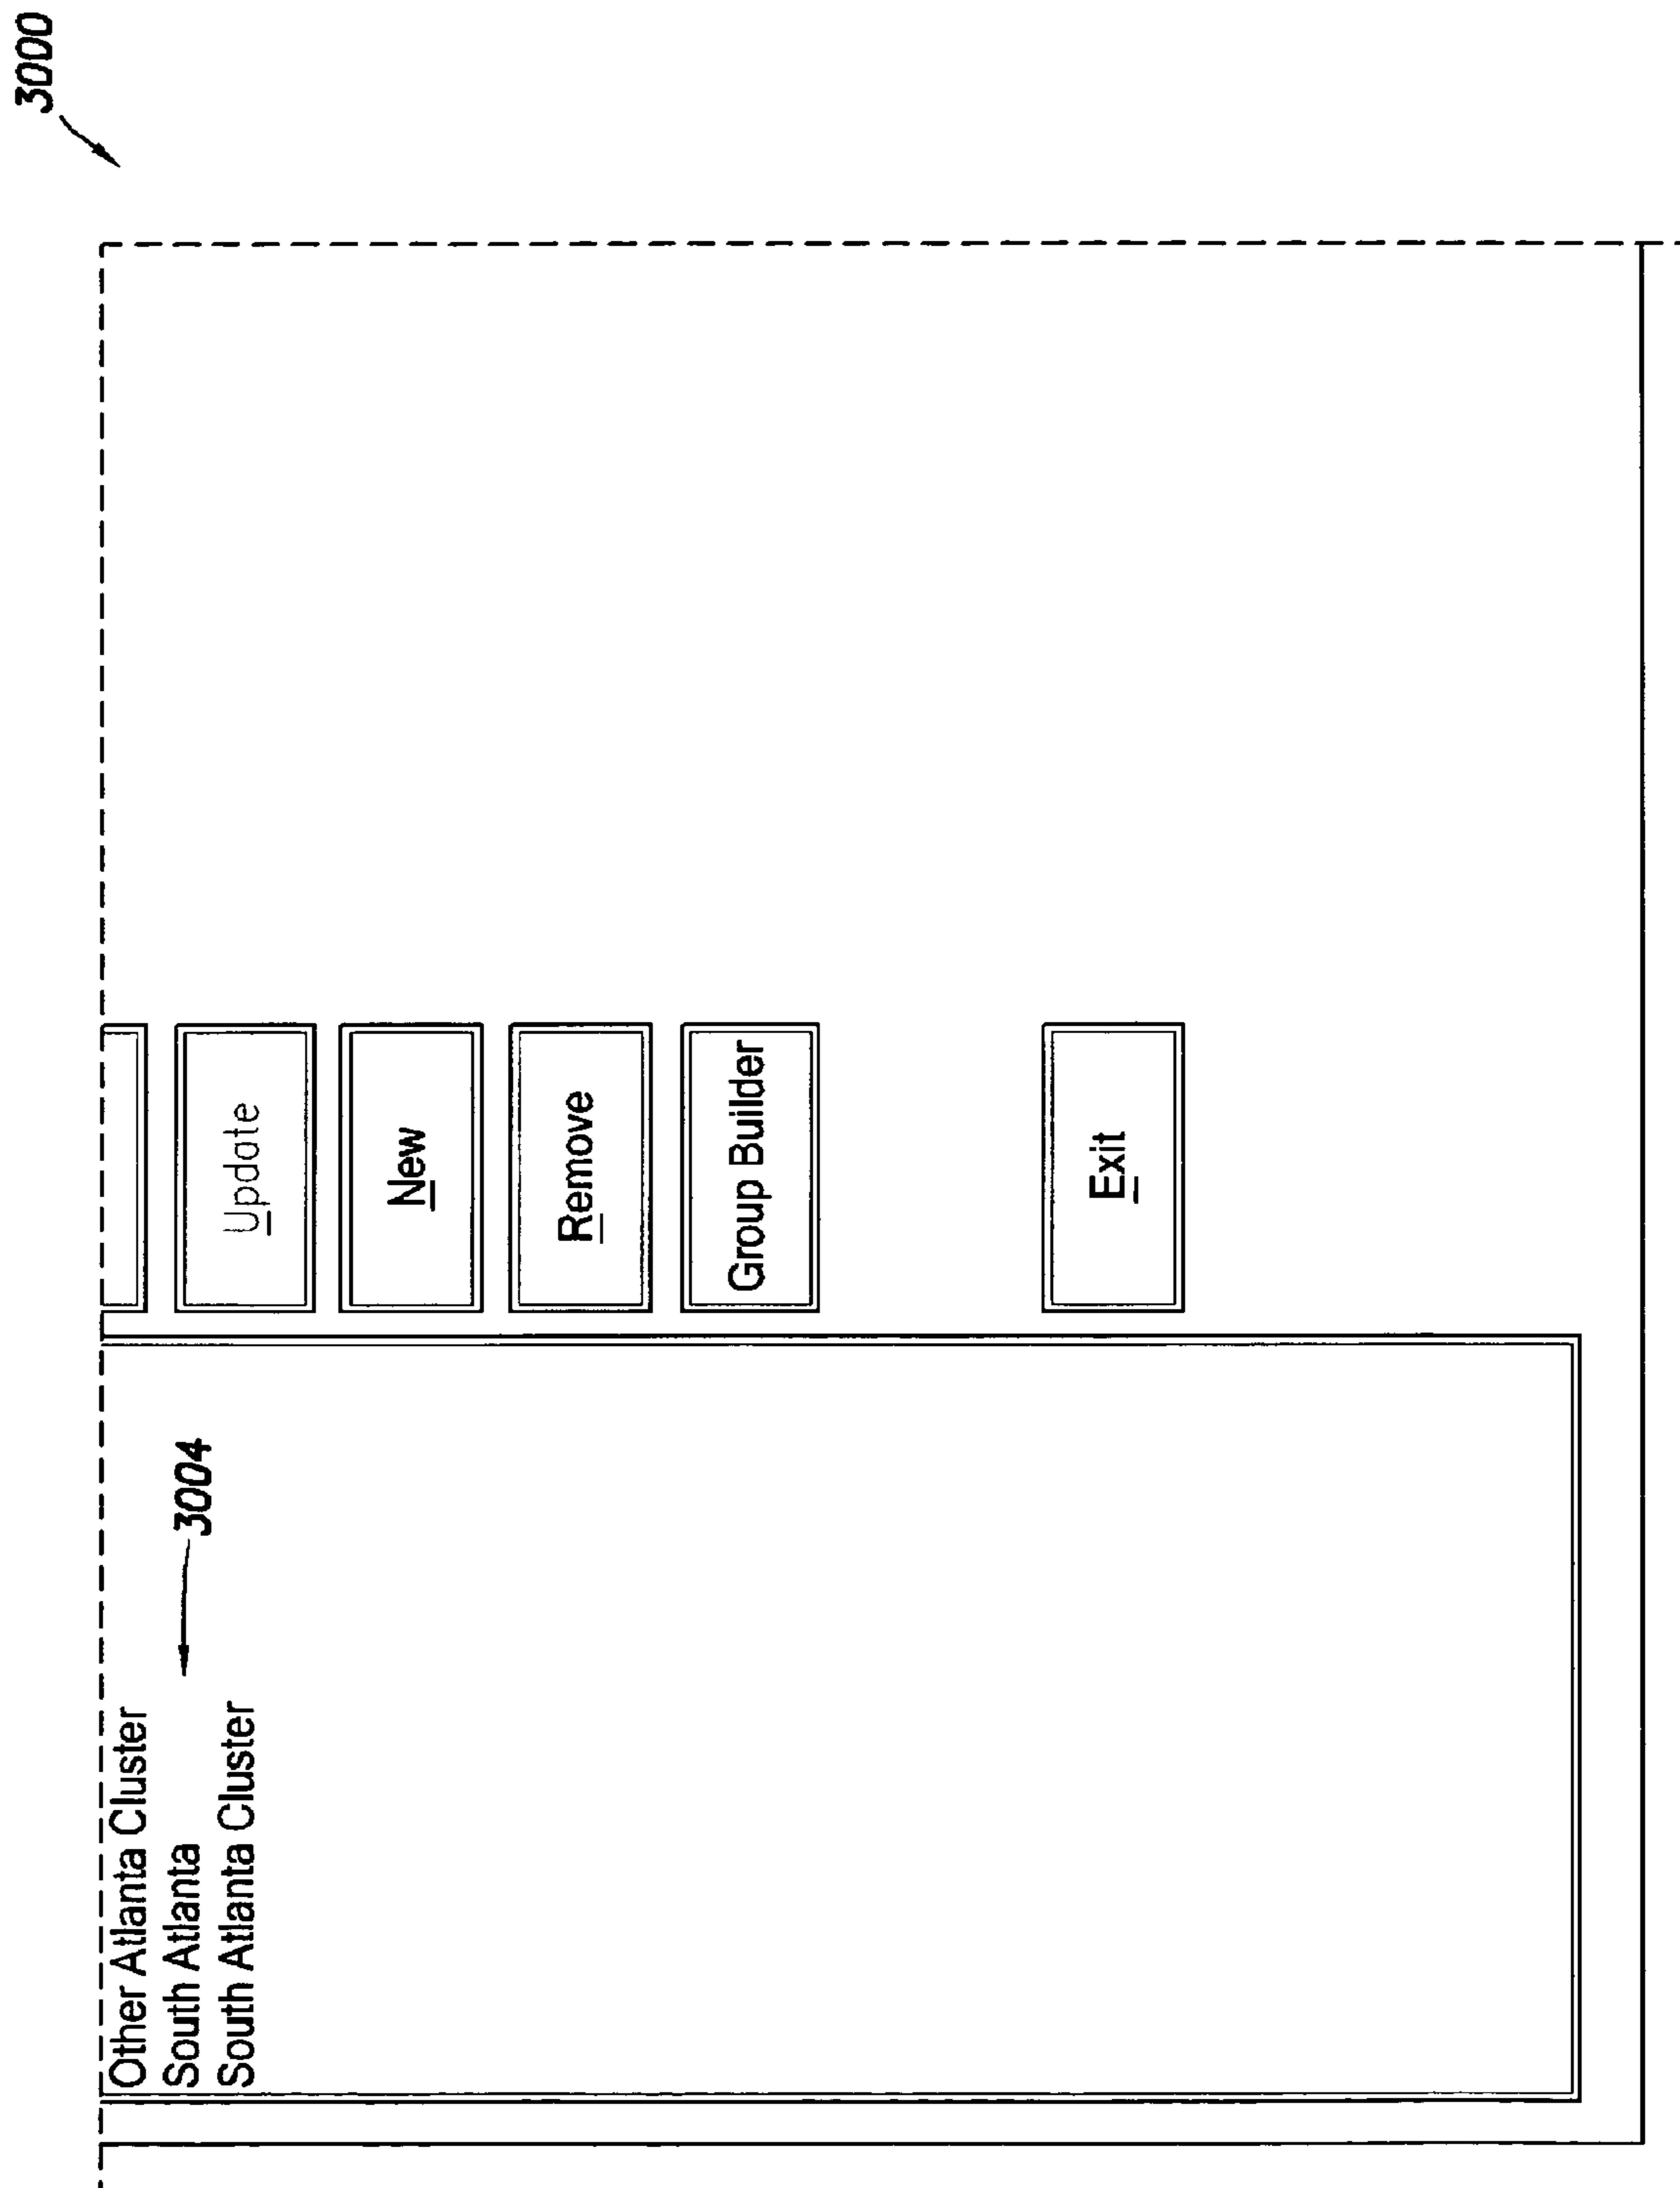 3000
Other Atlanta Cluster
South Atlanta
3004
South Atlanta Cluster
Update
New
Remove
Group Builder
Exit